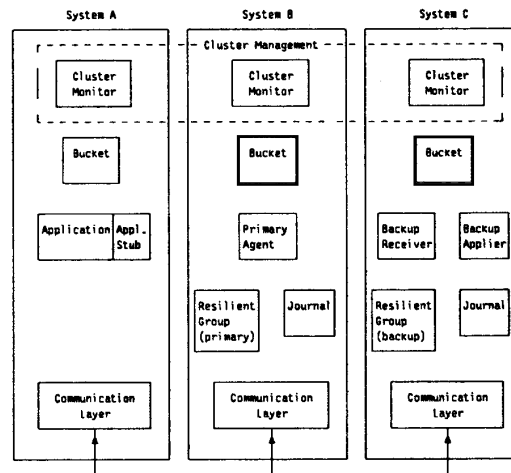 System A
System B
System C
Cluster Management
Cluster
Monitor
Cluster
Monitor
Cluster
Monitor
Bucket
Bucket
Bucket
Application
Appl.
Stub
Primary
Agent
Backup
Receiver
Backup
Applier
Resilient
Group
(primary)
Journal
Resilient
Group
(backup)
Journal
Communication
Layer
Communication
Layer
Communication
Layer